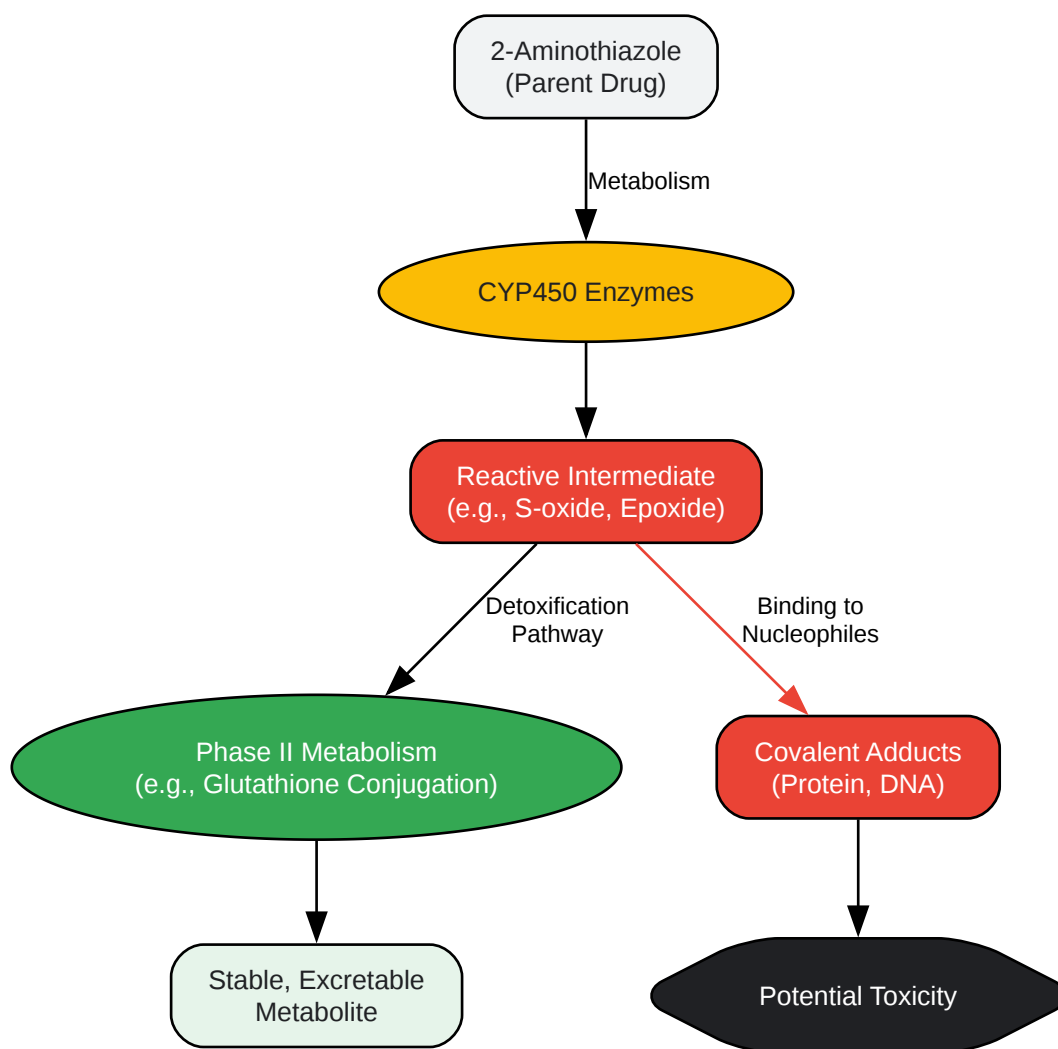 2-Aminothiazole
(Parent Drug)
Metabolism
CYP450 Enzymes
Reactive Intermediate
(e.g., S-oxide, Epoxide)
Detoxification
Pathway
Binding to
Nucleophiles
Phase II Metabolism
(e.g., Glutathione Conjugation)
Covalent Adducts
(Protein, DNA)
Stable, Excretable
Metabolite
Potential Toxicity